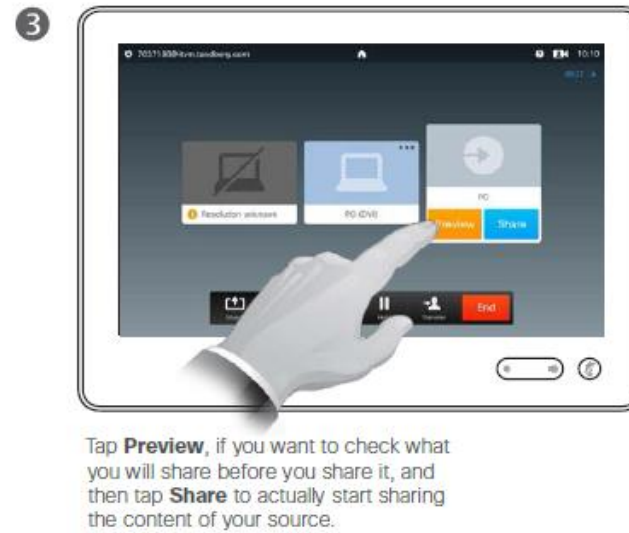 3
10:10
Resolution unknown
PC (DVI)
PC
Preview
Share
Transfer
End
Tap Preview, if you want to check what
you will share before you share it, and
then tap Share to actually start sharing
the content of your source.